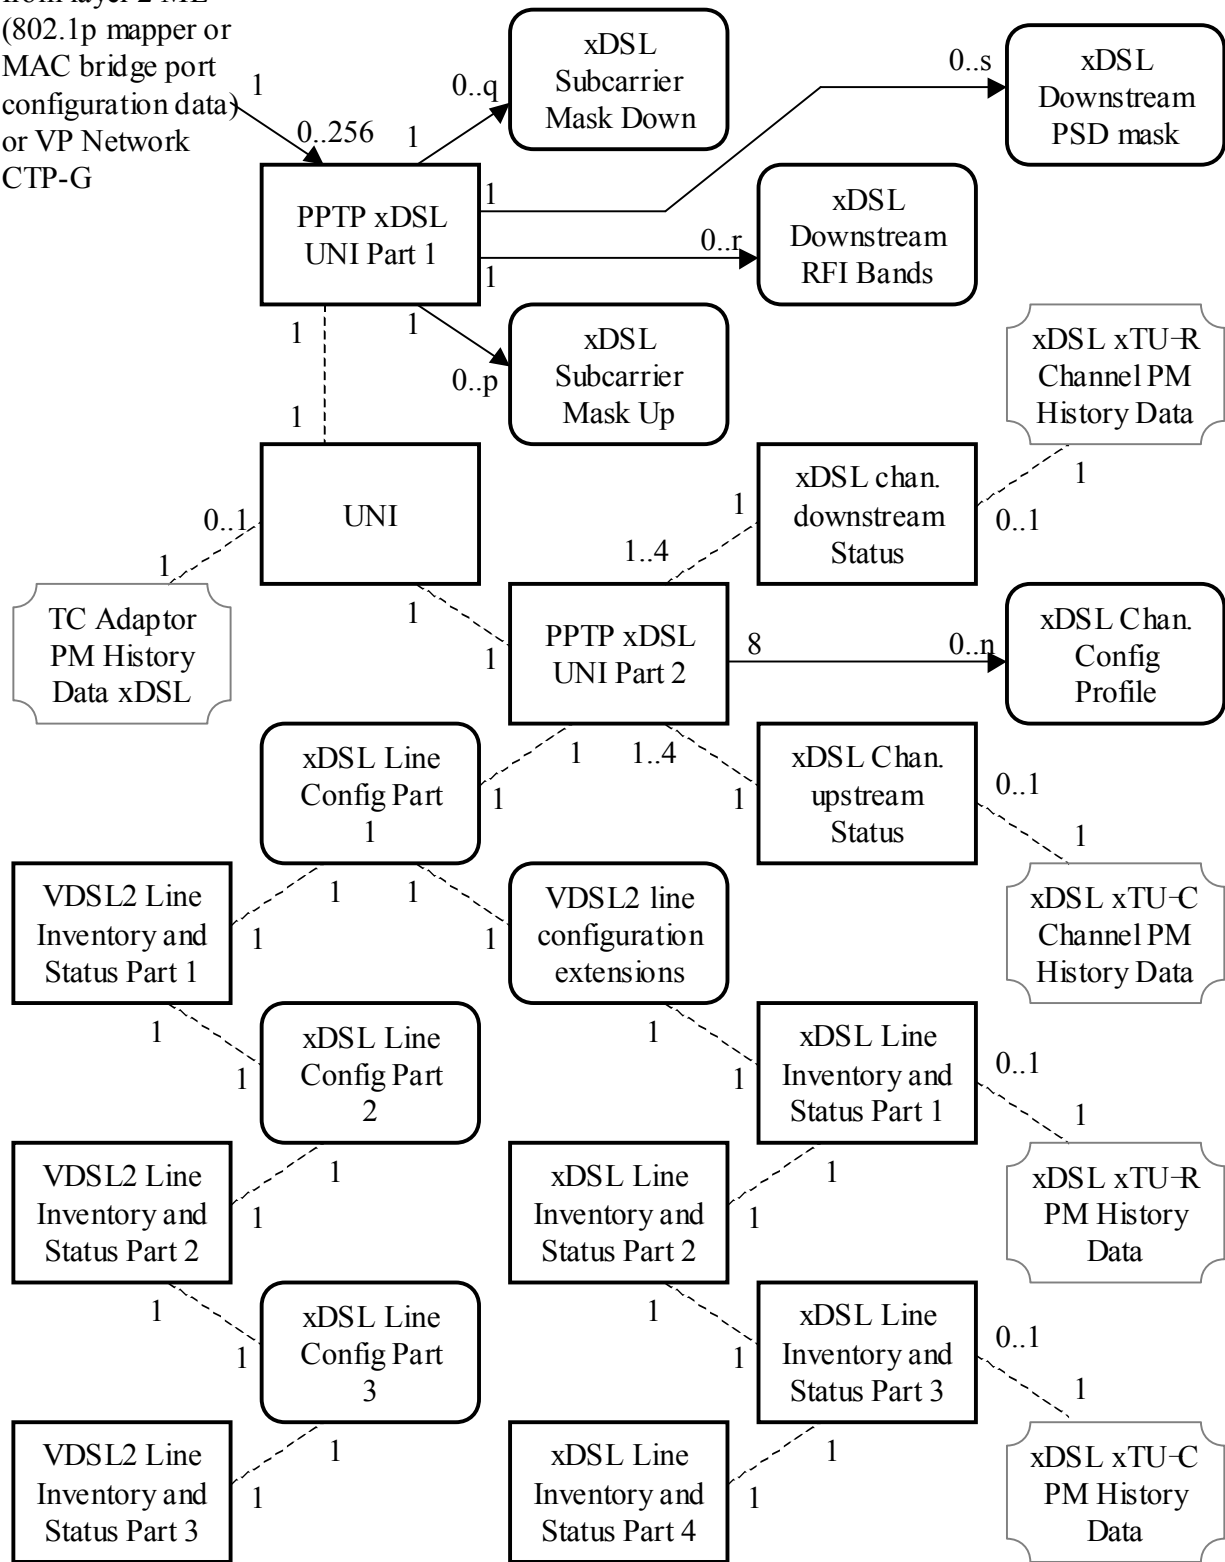 from layer 2 ME
(802.1p mapper or
MAC bridge port
configuration data)
or VP Network
CTP-G
1
0..256
1
0..q
xDSL
Subcarrier
Mask Down
0..s
xDSL
Downstream
PSD mask
PPTP xDSL
UNI Part 1
1
1
0..r
xDSL
Downstream
RFI Bands
1
1
0..p
xDSL
Subcarrier
Mask Up
xDSL xTU-R
Channel PM
History Data
1
UNI
0..1
1
TC Adaptor
PM History
Data xDSL
1
1
1
1..4
xDSL chan.
downstream
Status
1
0..1
PPTP xDSL
UNI Part 2
8
0..n
xDSL Chan.
Config
Profile
1
1..4
1
1
xDSL Line
Config Part
1
xDSL Chan.
upstream
Status
0..1
1
VDSL2 Line
Inventory and
Status Part 1
1
1
1
1
VDSL2 line
configuration
extensions
xDSL xTU-C
Channel PM
History Data
1
1
xDSL Line
Config Part
2
1
1
xDSL Line
Inventory and
Status Part 1
0..1
1
VDSL2 Line
Inventory and
Status Part 2
1
1
xDSL Line
Inventory and
Status Part 2
1
1
xDSL xTU-R
PM History
Data
1
1
xDSL Line
Config Part
3
1
1
xDSL Line
Inventory and
Status Part 3
0..1
1
VDSL2 Line
Inventory and
Status Part 3
1
1
xDSL Line
Inventory and
Status Part 4
1
1
xDSL xTU-C
PM History
Data